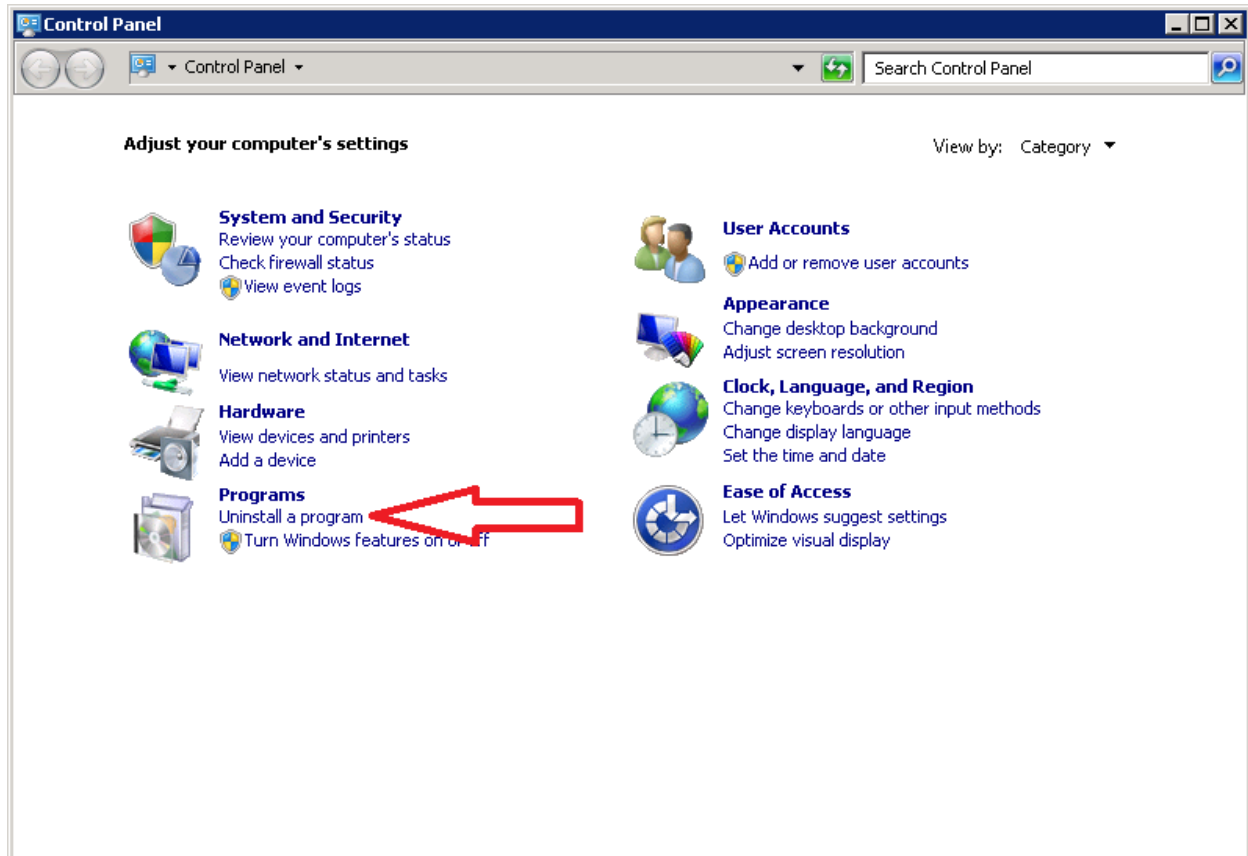 Control Panel
Control Panel
Search Control Panel
Adjust your computer's settings
View by: Category
System and Security
Review your computer's status
Check firewall status
View event logs
Network and Internet
View network status and tasks
Hardware
View devices and printers
Add a device
Programs
Uninstall a program
Turn Windows features on or off
User Accounts
Add or remove user accounts
Appearance
Change desktop background
Adjust screen resolution
Clock, Language, and Region
Change keyboards or other input methods
Change display language
Set the time and date
Ease of Access
Let Windows suggest settings
Optimize visual display